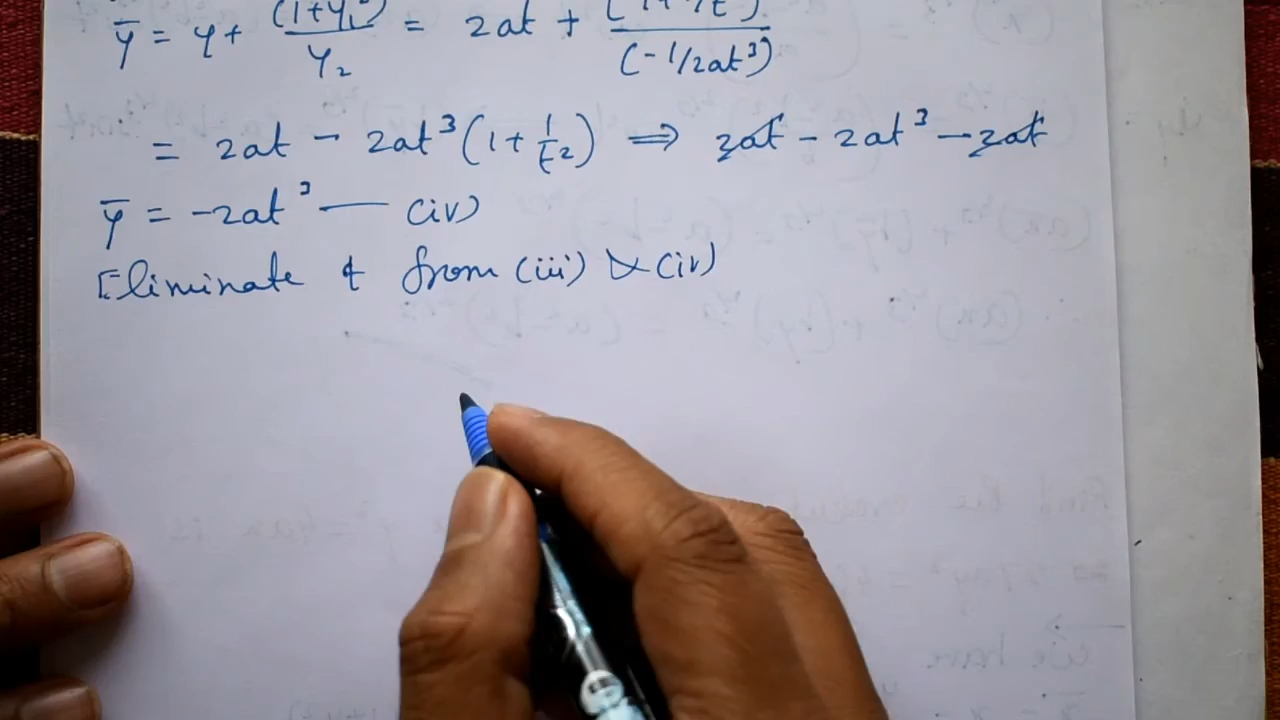 ȳ = y + (1+y₁²)/y₂ = 2at + (1+1/t²)/(-1/2at³)
= 2at - 2at³(1+1/t²) ⇒ 2at - 2at³ - 2at
ȳ = -2at³ — (iv)
Eliminate t from (iii) & (iv)